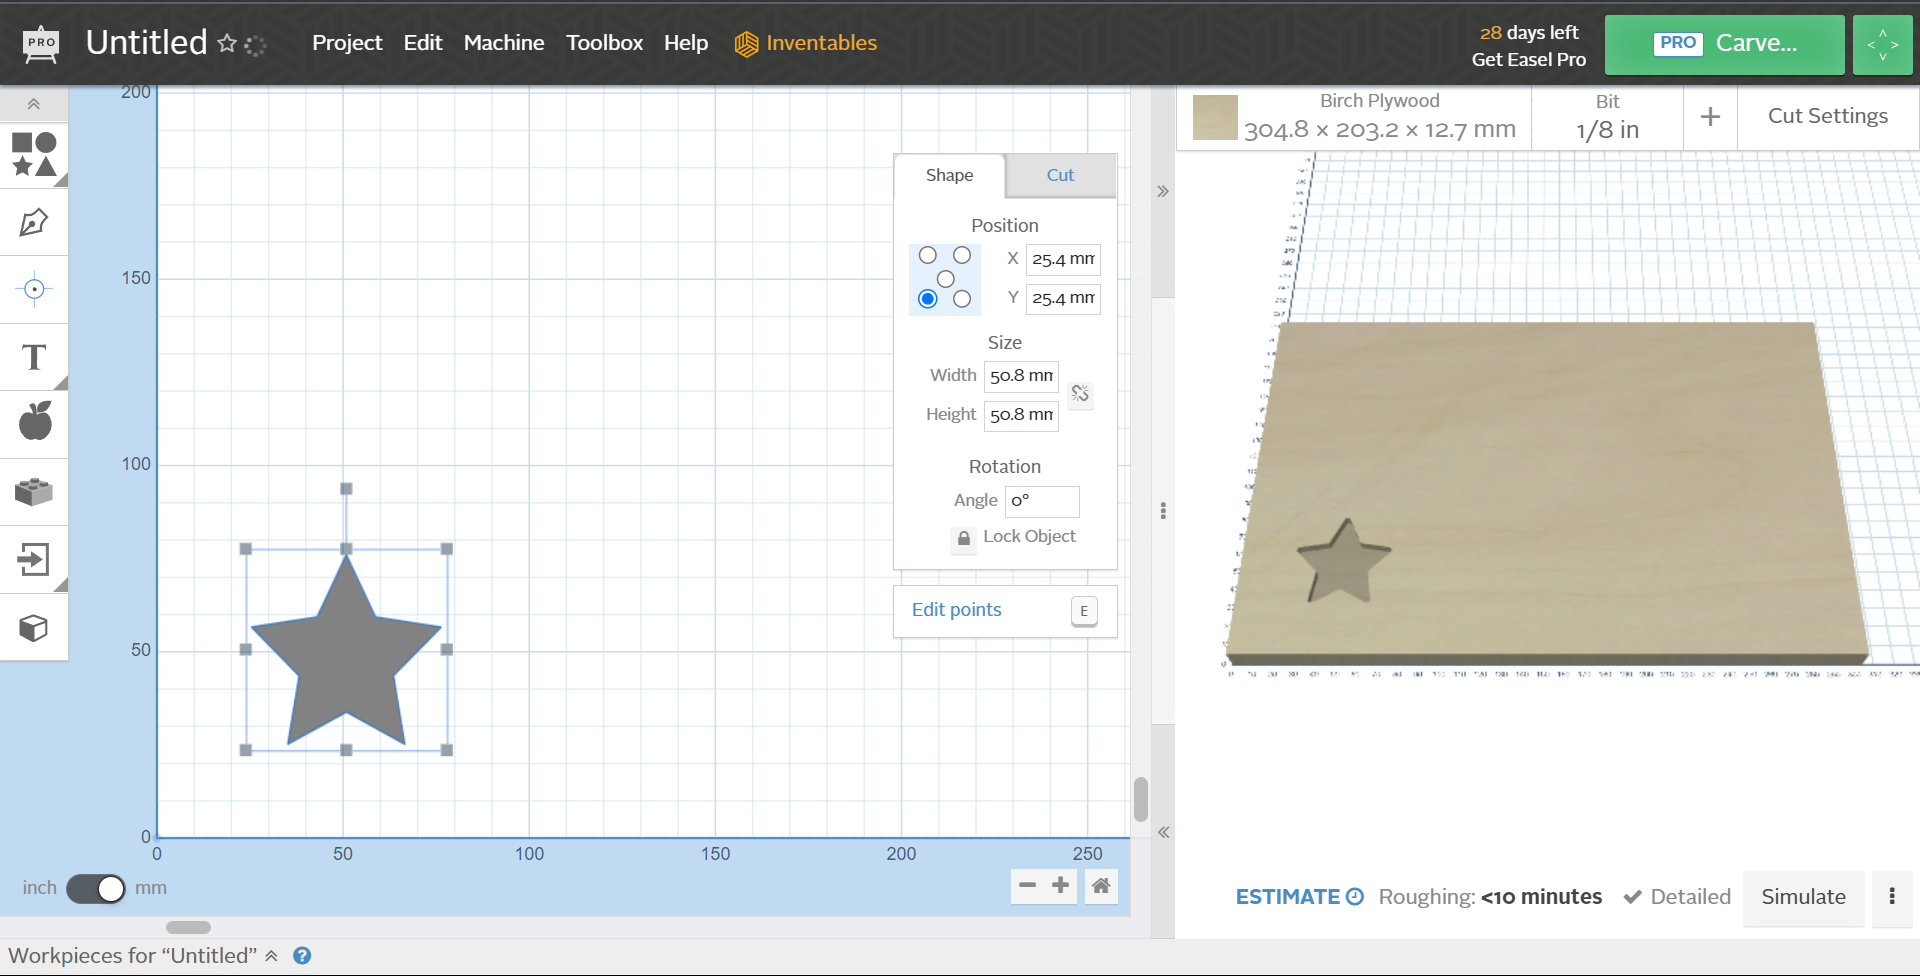 PRO
Untitled
Project Edit Machine Toolbox Help Inventables
28 days left
Get Easel Pro
PRO Carve...
Birch Plywood
304.8 × 203.2 × 12.7 mm
Bit
1/8 in
+
Cut Settings
200
150
100
50
0
0 50 100 150 200 250
Shape Cut
Position
X 25.4 mm
Y 25.4 mm
Size
Width 50.8 mm
Height 50.8 mm
Rotation
Angle 0°
Lock Object
Edit points E
T
inch mm
ESTIMATE Roughing: <10 minutes Detailed Simulate
Workpieces for “Untitled” ?